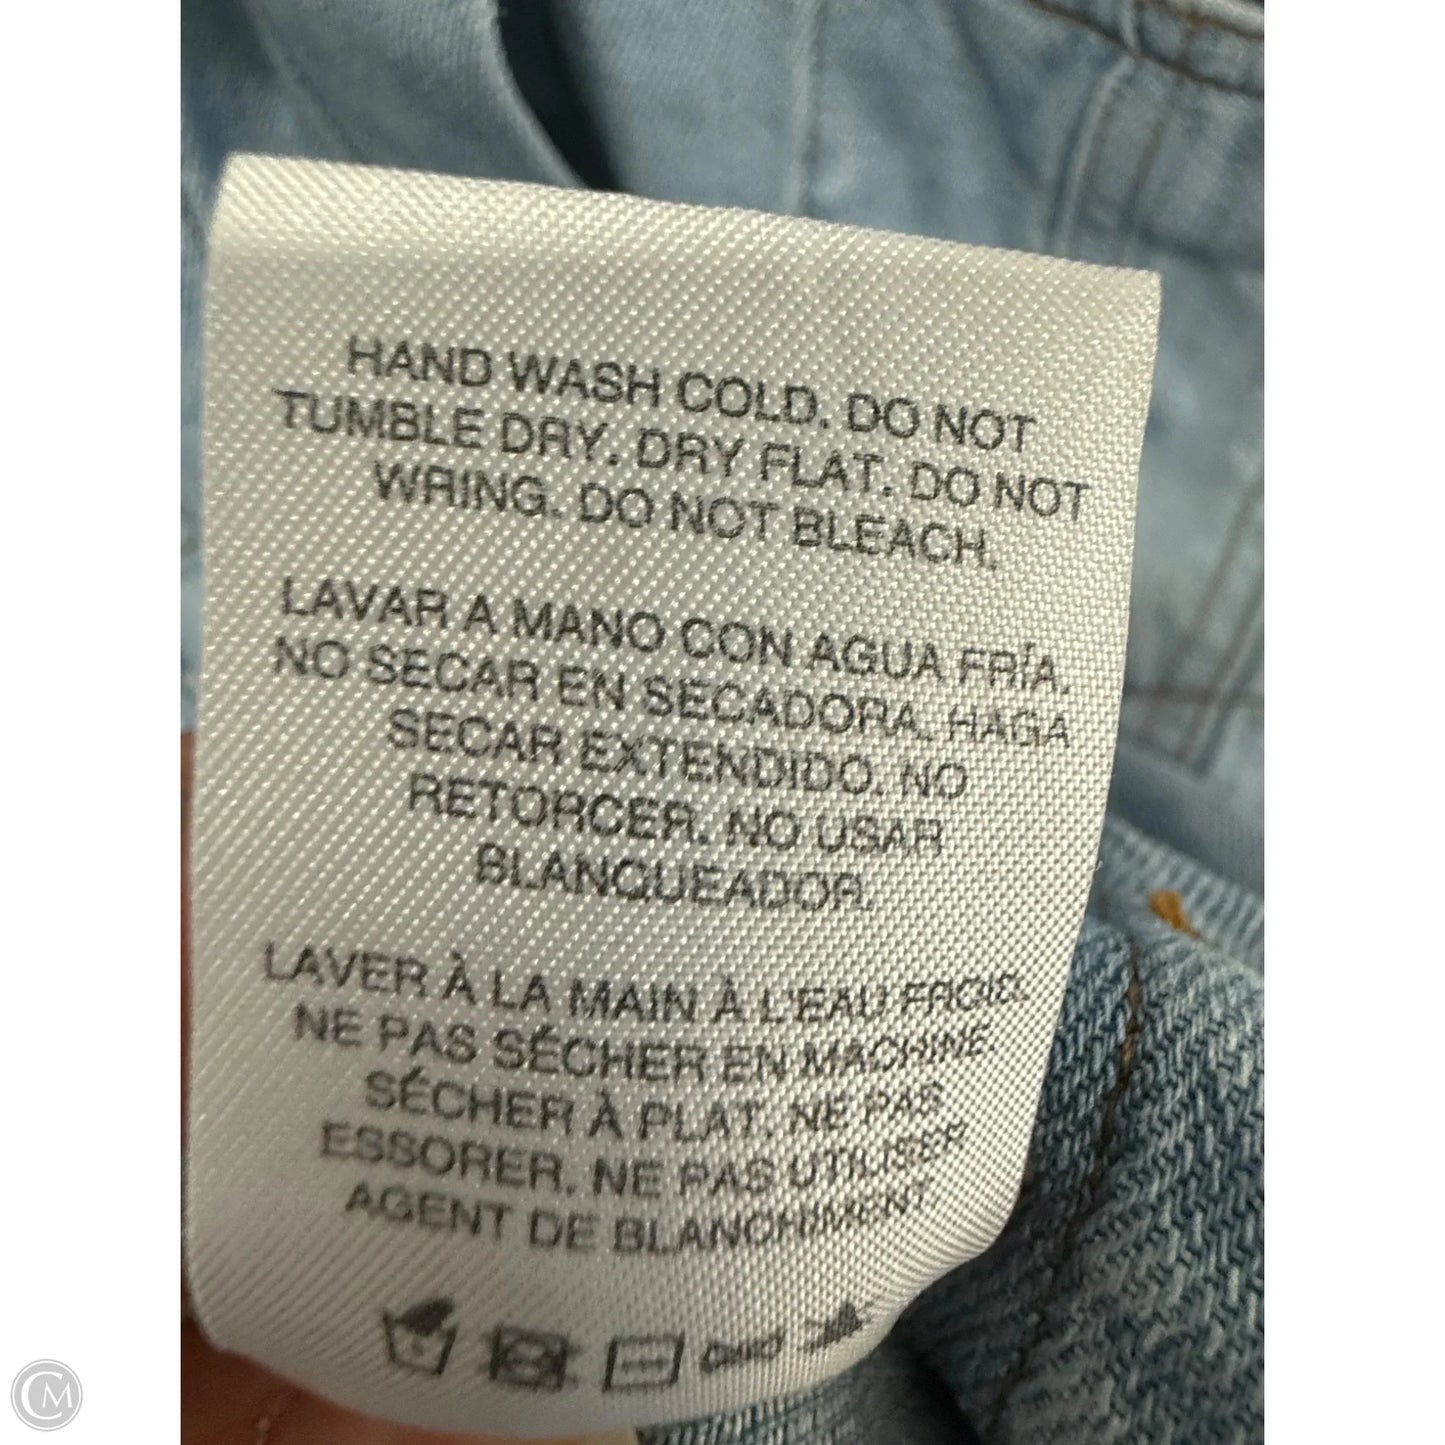 HAND WASH COLD. DO NOT
TUMBLE DRY. DRY FLAT. DO NOT
WRING. DO NOT BLEACH.
LAVAR A MANO CON AGUA FRÍA.
NO SECAR EN SECADORA. HAGA
SECAR EXTENDIDO. NO
RETORCER. NO USAR
BLANQUEADOR.
LAVER À LA MAIN À L'EAU FROIDE.
NE PAS SÉCHER EN MACHINE
SÉCHER À PLAT. NE PAS
ESSORER. NE PAS UTILISER
AGENT DE BLANCHIMENT
CM